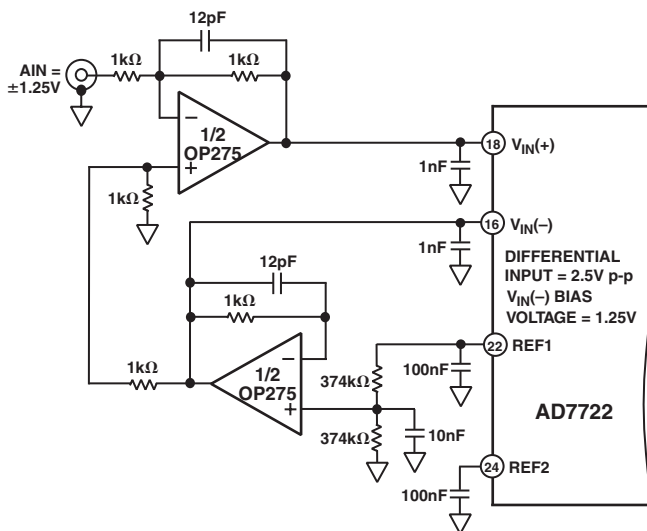 12pF
AIN =
±1.25V
1kΩ
1kΩ
–
1/2
OP275
+
1kΩ
18
VIN(+)
1nF
16
VIN(–)
1nF
DIFFERENTIAL
INPUT = 2.5V p-p
VIN(–) BIAS
VOLTAGE = 1.25V
12pF
1kΩ
1kΩ
–
1/2
OP275
+
22
REF1
100nF
374kΩ
374kΩ
10nF
AD7722
24
REF2
100nF